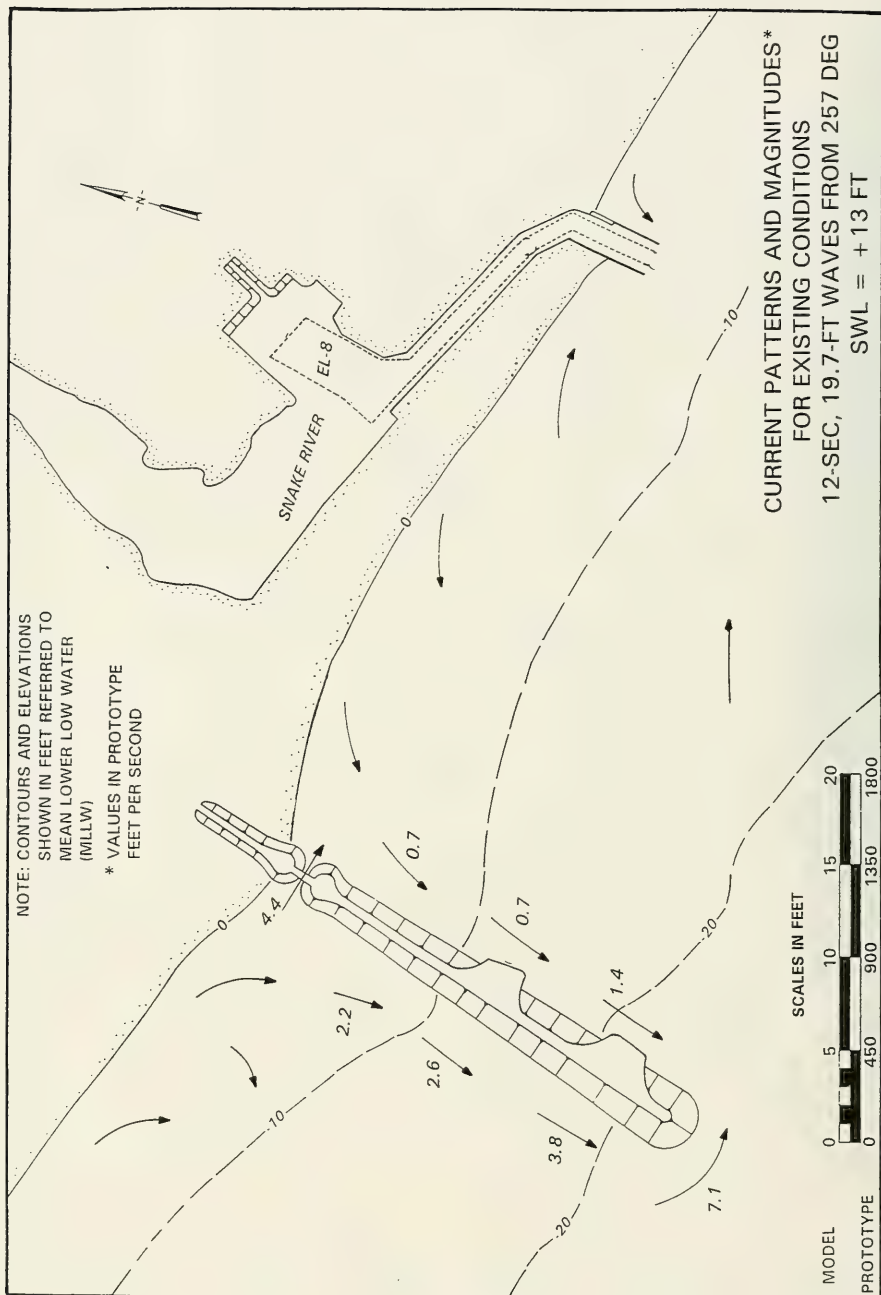 NOTE: CONTOURS AND ELEVATIONS
SHOWN IN FEET REFERRED TO
MEAN LOWER LOW WATER
(MLLW)
* VALUES IN PROTOTYPE
FEET PER SECOND
N
SNAKE RIVER
EL-8
0
0
4.4
2.2
2.6
3.8
7.1
0.7
0.7
1.4
-10
-10
-20
-20
CURRENT PATTERNS AND MAGNITUDES*
FOR EXISTING CONDITIONS
12-SEC, 19.7-FT WAVES FROM 257 DEG
SWL = +13 FT
SCALES IN FEET
MODEL 0 5 10 15 20
PROTOTYPE 0 450 900 1350 1800